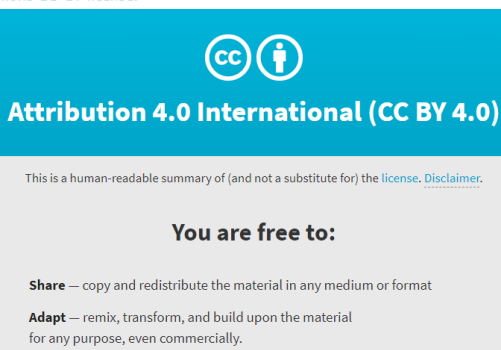 cc
Attribution 4.0 International (CC BY 4.0)
This is a human-readable summary of (and not a substitute for) the license. Disclaimer.
You are free to:
Share — copy and redistribute the material in any medium or format
Adapt — remix, transform, and build upon the material
for any purpose, even commercially.